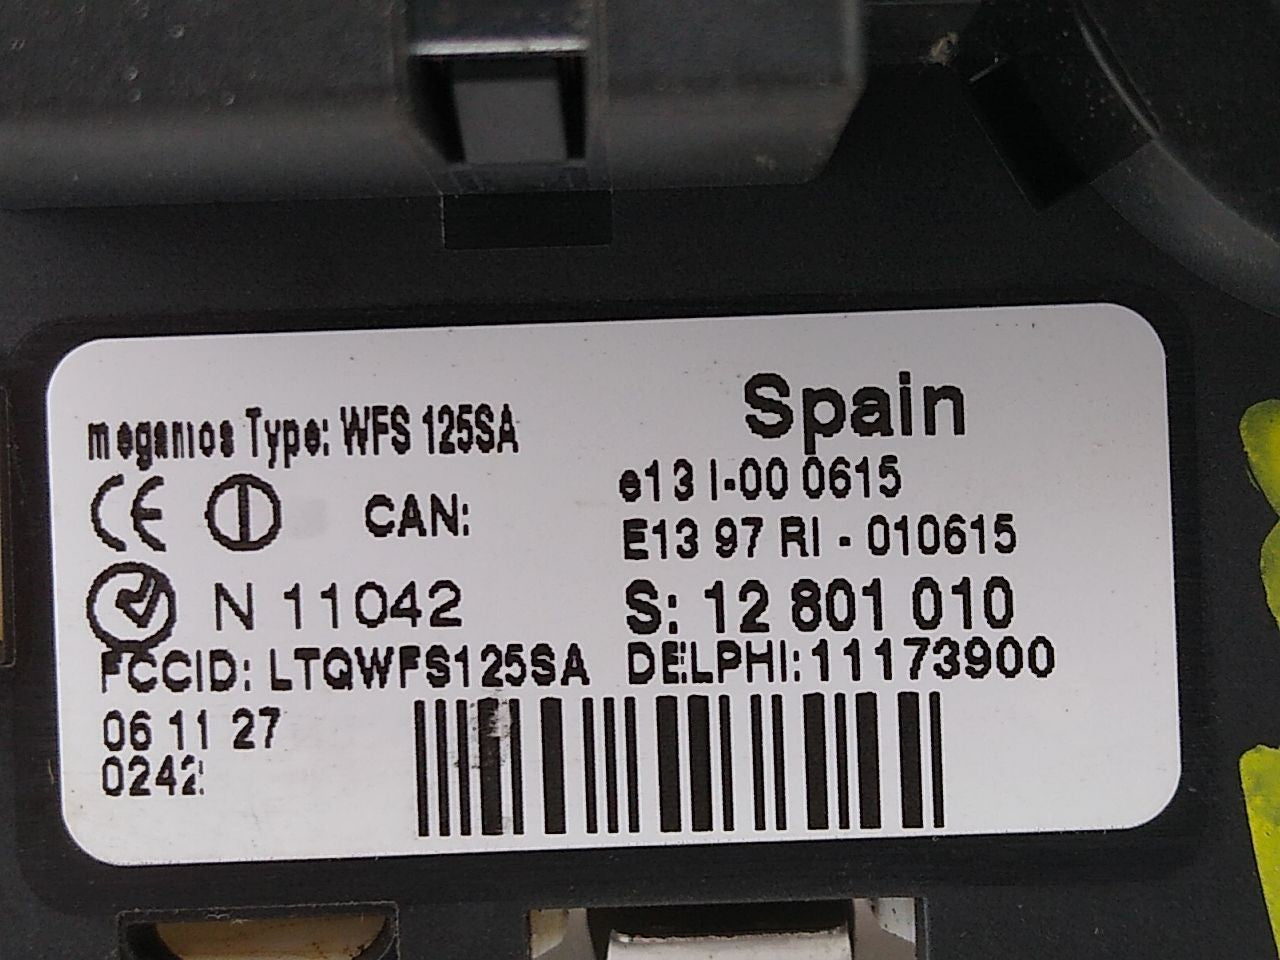 meganios Type: WFS 125SA
Spain
e13 I-00 0615
CE CAN:
E13 97 RI - 010615
N 11042
S: 12 801 010
FCCID: LTQWFS125SA
DELPHI: 11173900
06 11 27
0242